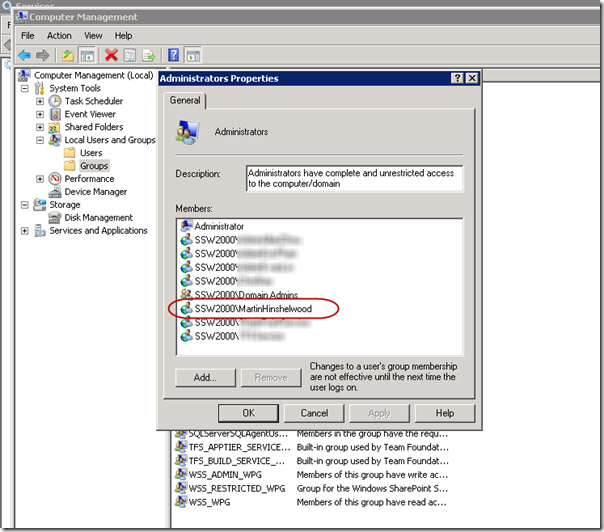 Services
Computer Management
File Action View Help
Computer Management (Local)
System Tools
Task Scheduler
Event Viewer
Shared Folders
Local Users and Groups
Users
Groups
Performance
Device Manager
Storage
Disk Management
Services and Applications
Administrators Properties
General
Administrators
Description:
Administrators have complete and unrestricted access
to the computer/domain
Members:
Administrator
SSW2000\
SSW2000\
SSW2000\
SSW2000\
SSW2000\Domain Admins
SSW2000\MartinHinshelwood
SSW2000\
SSW2000\
Add...
Remove
Changes to a user's group membership
are not effective until the next time the
user logs on.
OK Cancel Apply Help
SQLServerSQLAgentUs... Members in the group have the requ...
TFS_APPTIER_SERVICE... Built-in group used by Team Foundat...
TFS_BUILD_SERVICE_... Built-in group used by Team Foundat...
WSS_ADMIN_WPG Members of this group have write ac...
WSS_RESTRICTED_WPG Group for the Windows SharePoint S...
WSS_WPG Members of this group have read ac...